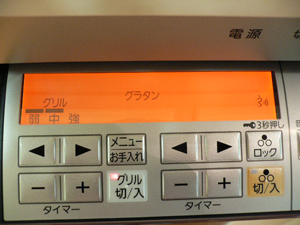 電源
グリル
グラタン
弱 中 強
3秒押し
メニュー
お手入れ
ロック
グリル
切/入
切/入
タイマー
タイマー